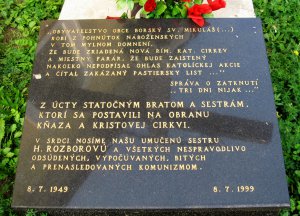 „OBYVATEĽSTVO OBCE BORSKÝ SV. MIKULÁŠ (...)
ROBÍ Z POHNÚTOK NÁBOŽENSKÝCH
V TOM MYLNOM DOMNENÍ,
ŽE BUDE ZRIADENÁ NOVÁ RÍM. KAT. CIRKEV
A MIESTNY FARÁR, ŽE BUDE ZAISTENÝ
NAKOĽKO NEPODPÍSAL OHLAS KATOLÍCKEJ AKCIE
A ČÍTAL ZAKÁZANÝ PASTIERSKY LIST ..."
SPRÁVA O ZATKNUTÍ
„TRI DNI NIJAK ..."
Z ÚCTY STATOČNÝM BRATOM A SESTRÁM,
KTORÍ SA POSTAVILI NA OBRANU
KŇAZA A KRISTOVEJ CIRKVI.
V SRDCI NOSÍME NAŠU UMUČENÚ SESTRU
H. ROZBOROVÚ A VŠETKÝCH NESPRAVODLIVO
ODSÚDENÝCH, VYPOČÚVANÝCH, BITÝCH
A PRENASLEDOVANÝCH KOMUNIZMOM.
8. 7. 1949 8. 7. 1999